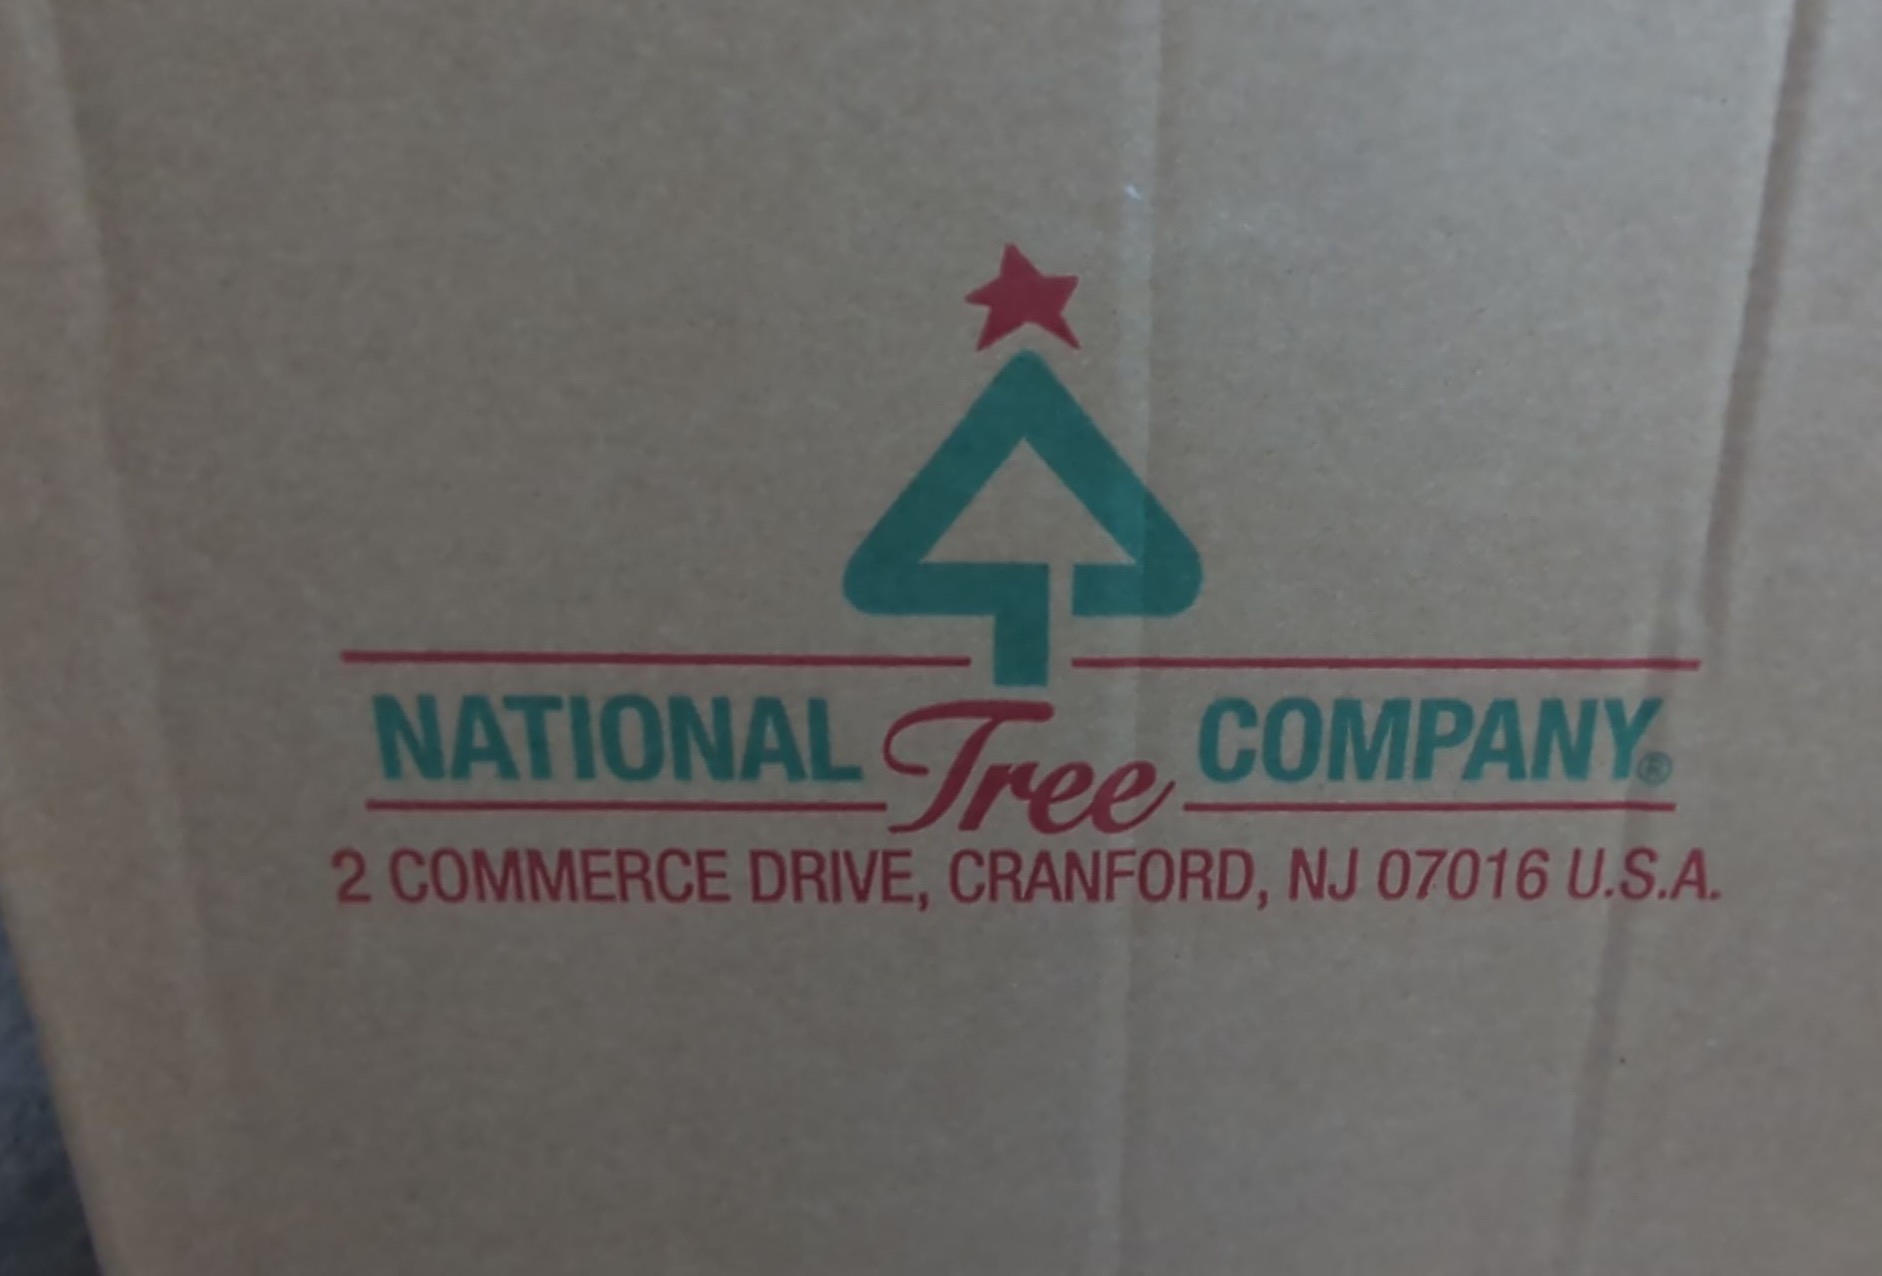 NATIONAL Tree COMPANY®
2 COMMERCE DRIVE, CRANFORD, NJ 07016 U.S.A.